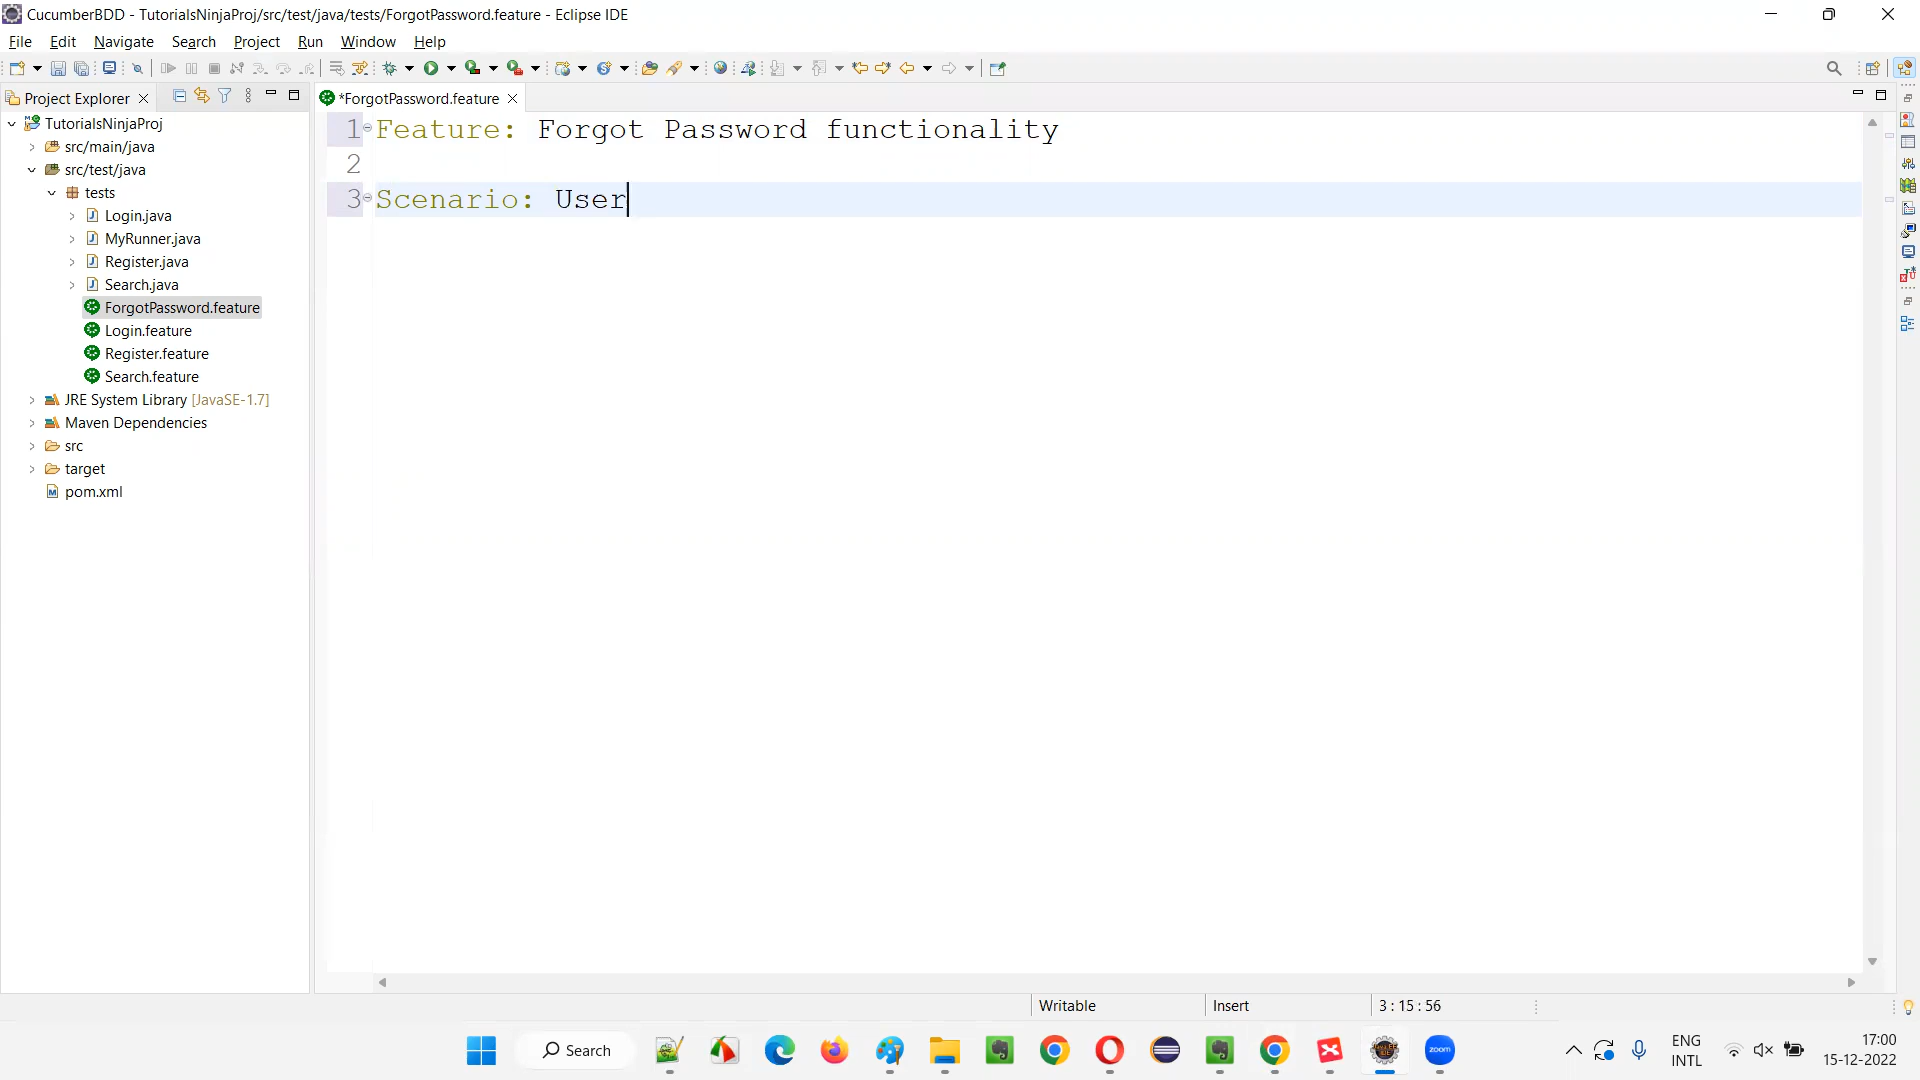 CucumberBDD - TutorialsNinjaProj/src/test/java/tests/ForgotPassword.feature - Eclipse IDE
File Edit Navigate Search Project Run Window Help
Project Explorer
*ForgotPassword.feature
TutorialsNinjaProj
src/main/java
src/test/java
tests
Login.java
MyRunner.java
Register.java
Search.java
ForgotPassword.feature
Login.feature
Register.feature
Search.feature
JRE System Library [JavaSE-1.7]
Maven Dependencies
src
target
pom.xml
1 Feature: Forgot Password functionality
2
3 Scenario: User
Writable Insert 3 : 15 : 56
Search
zoom
ENG
INTL
17:00
15-12-2022